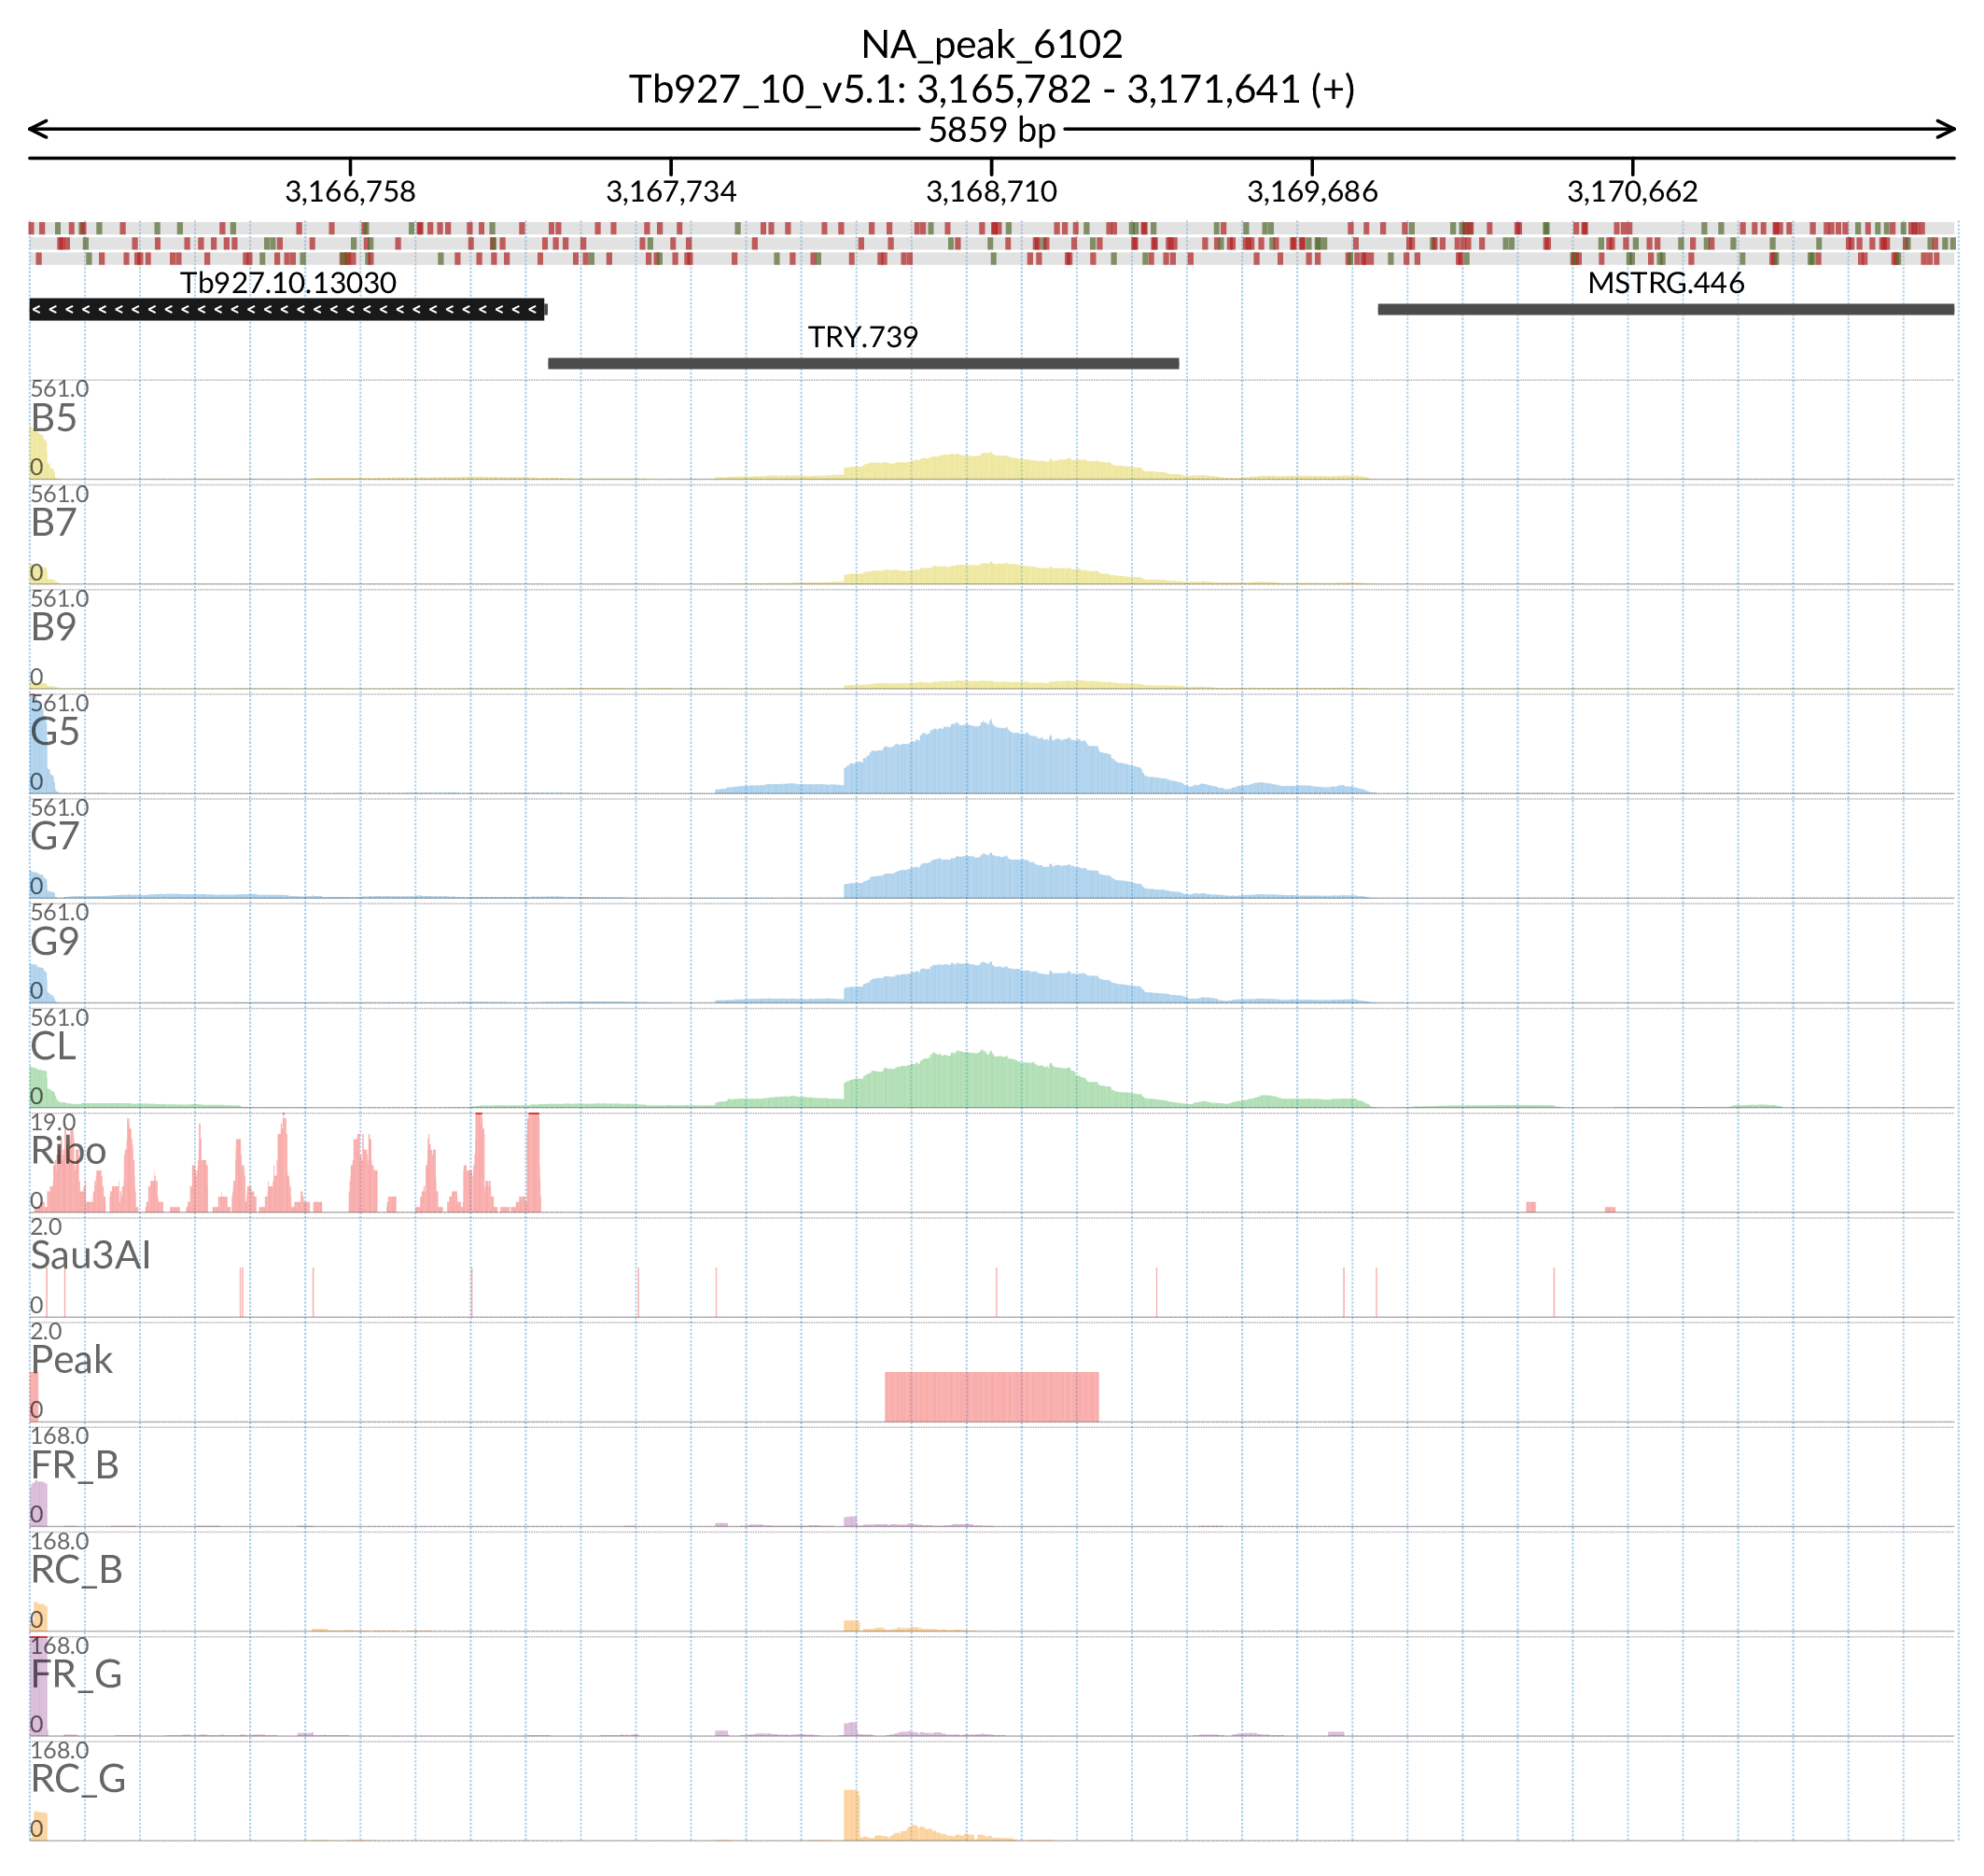 NA_peak_6102
Tb927_10_v5.1: 3,165,782 - 3,171,641 (+)
5859 bp
3,166,758 3,167,734 3,168,710 3,169,686 3,170,662
Tb927.10.13030 MSTRG.446
TRY.739
561.0
B5
0
561.0
B7
0
561.0
B9
0
561.0
G5
0
561.0
G7
0
561.0
G9
0
561.0
CL
0
19.0
Ribo
0
2.0
Sau3AI
0
2.0
Peak
0
168.0
FR_B
0
168.0
RC_B
0
168.0
FR_G
0
168.0
RC_G
0